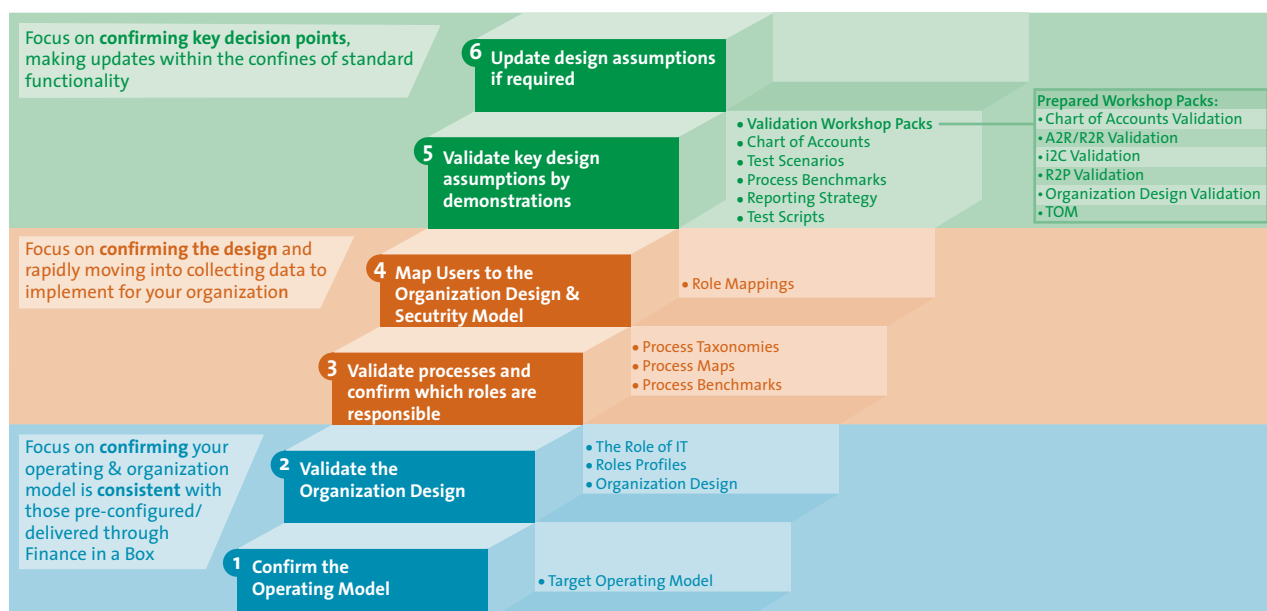 Focus on confirming key decision points,
making updates within the confines of standard
functionality
6 Update design assumptions
if required
5 Validate key design
assumptions by
demonstrations
• Validation Workshop Packs
• Chart of Accounts
• Test Scenarios
• Process Benchmarks
• Reporting Strategy
• Test Scripts
Prepared Workshop Packs:
• Chart of Accounts Validation
• A2R/R2R Validation
• i2C Validation
• R2P Validation
• Organization Design Validation
• TOM
Focus on confirming the design and
rapidly moving into collecting data to
implement for your organization
4 Map Users to the
Organization Design &
Secutrity Model
• Role Mappings
3 Validate processes and
confirm which roles are
responsible
• Process Taxonomies
• Process Maps
• Process Benchmarks
Focus on confirming your
operating & organization
model is consistent with
those pre-configured/
delivered through
Finance in a Box
2 Validate the
Organization Design
• The Role of IT
• Roles Profiles
• Organization Design
1 Confirm the
Operating Model
• Target Operating Model